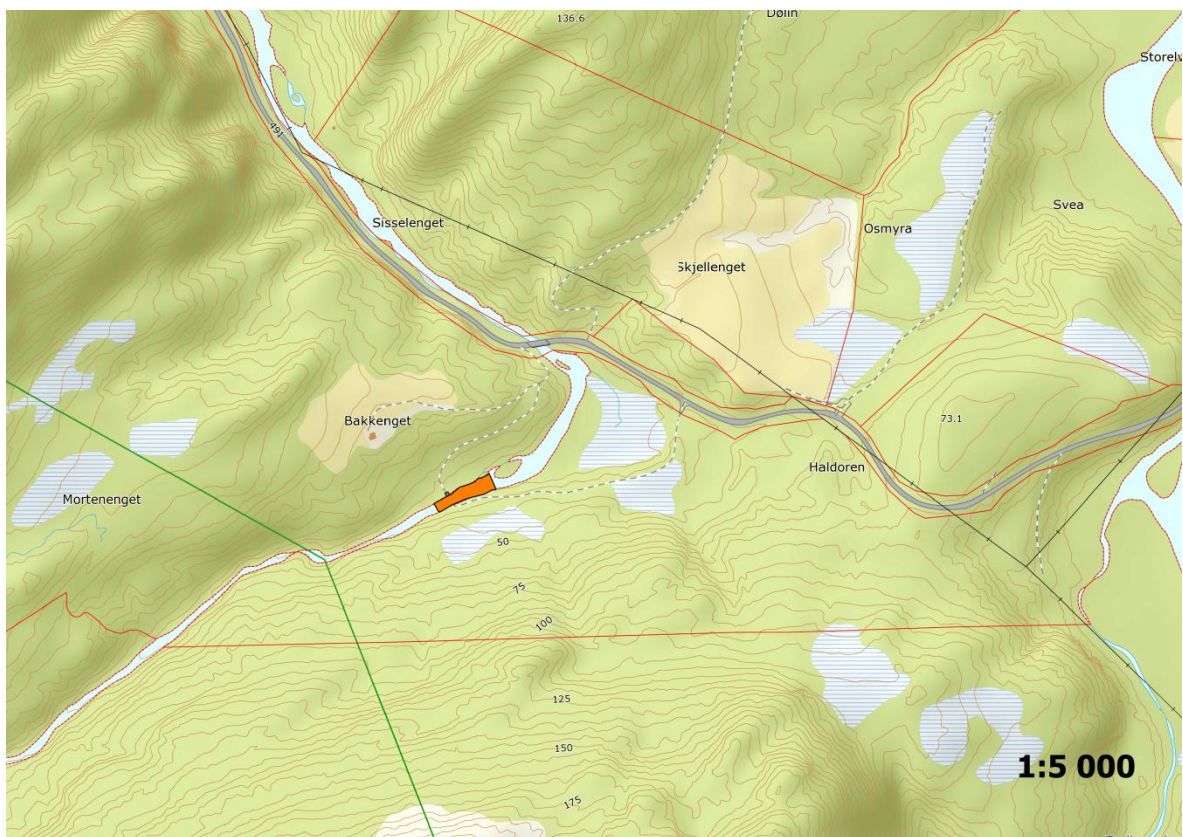 136.6
Dølin
Storelv
491
Svea
Sisselenget
Osmyra
Skjellenget
Bakkenget
73.1
Haldoren
Mortenenget
50
75
100
125
150
175
1:5 000